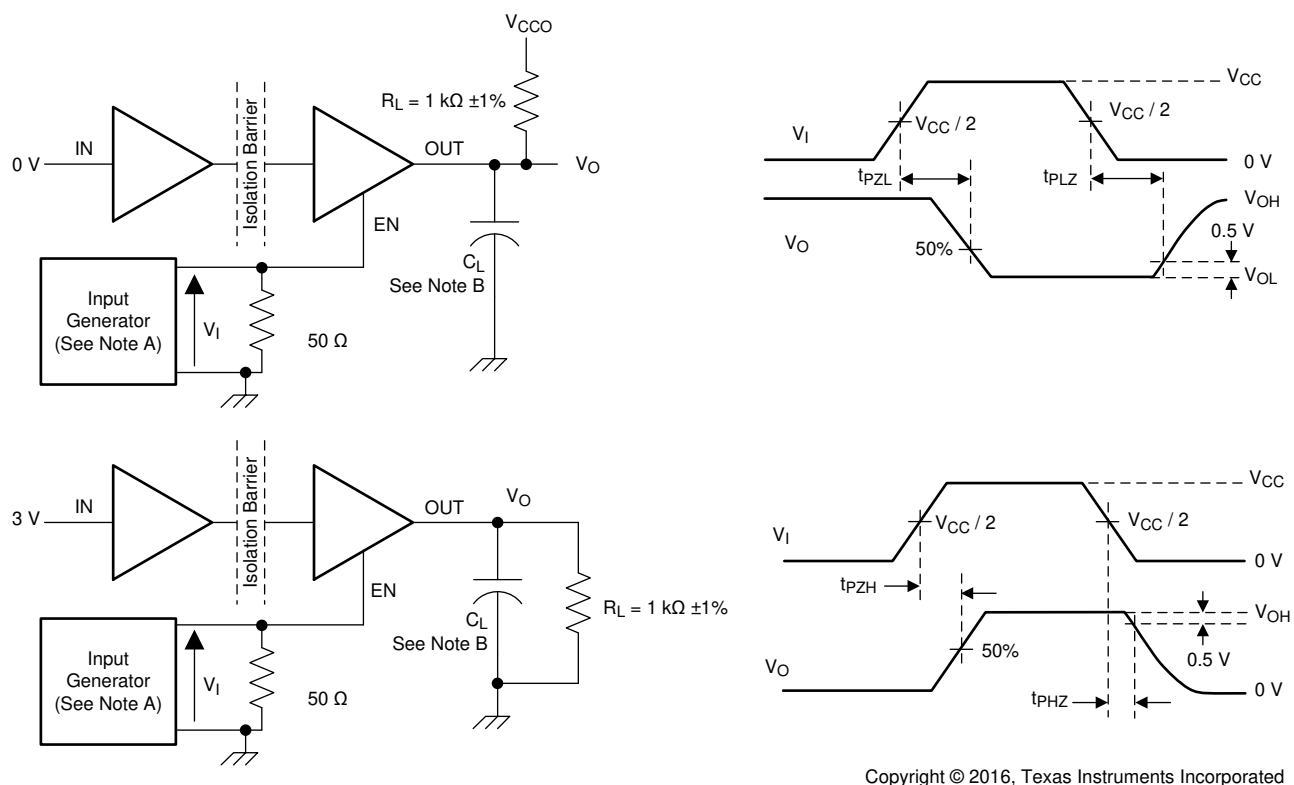 V_CCO
R_L = 1 kΩ ±1%
0 V
IN
Isolation Barrier
OUT
V_O
EN
C_L
See Note B
Input
Generator
(See Note A)
V_I
50 Ω
V_CC
V_I
V_CC / 2
V_CC / 2
0 V
t_PZL
t_PLZ
V_OH
V_O
50%
0.5 V
V_OL
3 V
IN
Isolation Barrier
OUT
V_O
EN
C_L
See Note B
R_L = 1 kΩ ±1%
Input
Generator
(See Note A)
V_I
50 Ω
V_CC
V_I
V_CC / 2
V_CC / 2
0 V
t_PZH
V_OH
V_O
50%
0.5 V
t_PHZ
0 V
Copyright © 2016, Texas Instruments Incorporated